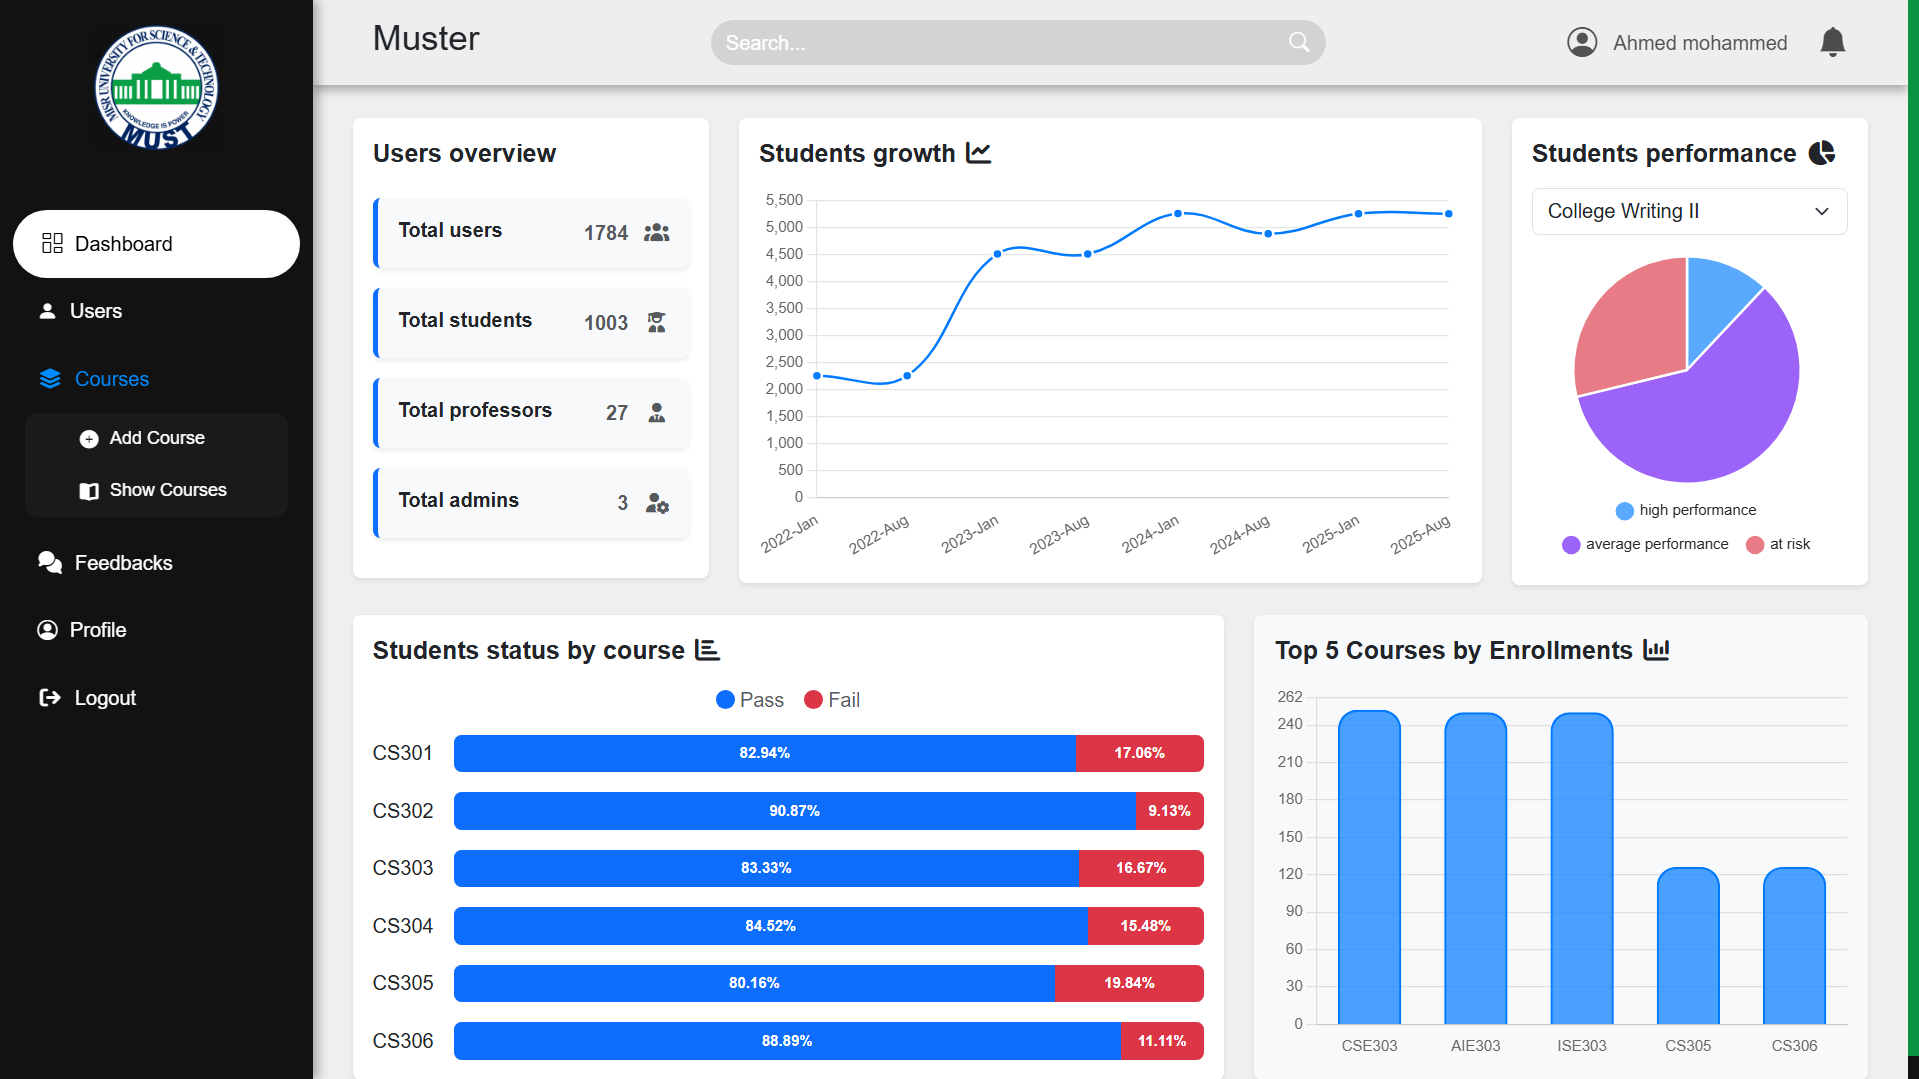 MISR UNIVERSITY FOR SCIENCE & TECHNOLOGY
KNOWLEDGE IS POWER
MUST
Dashboard
Users
Courses
Add Course
Show Courses
Feedbacks
Profile
Logout
Muster
Search...
Ahmed mohammed
Users overview
Total users 1784
Total students 1003
Total professors 27
Total admins 3
Students growth
5,500
5,000
4,500
4,000
3,500
3,000
2,500
2,000
1,500
1,000
500
0
2022-Jan 2022-Aug 2023-Jan 2023-Aug 2024-Jan 2024-Aug 2025-Jan 2025-Aug
Students performance
College Writing II
high performance
average performance at risk
Students status by course
Pass Fail
CS301 82.94% 17.06%
CS302 90.87% 9.13%
CS303 83.33% 16.67%
CS304 84.52% 15.48%
CS305 80.16% 19.84%
CS306 88.89% 11.11%
Top 5 Courses by Enrollments
262
240
210
180
150
120
90
60
30
0
CSE303 AIE303 ISE303 CS305 CS306